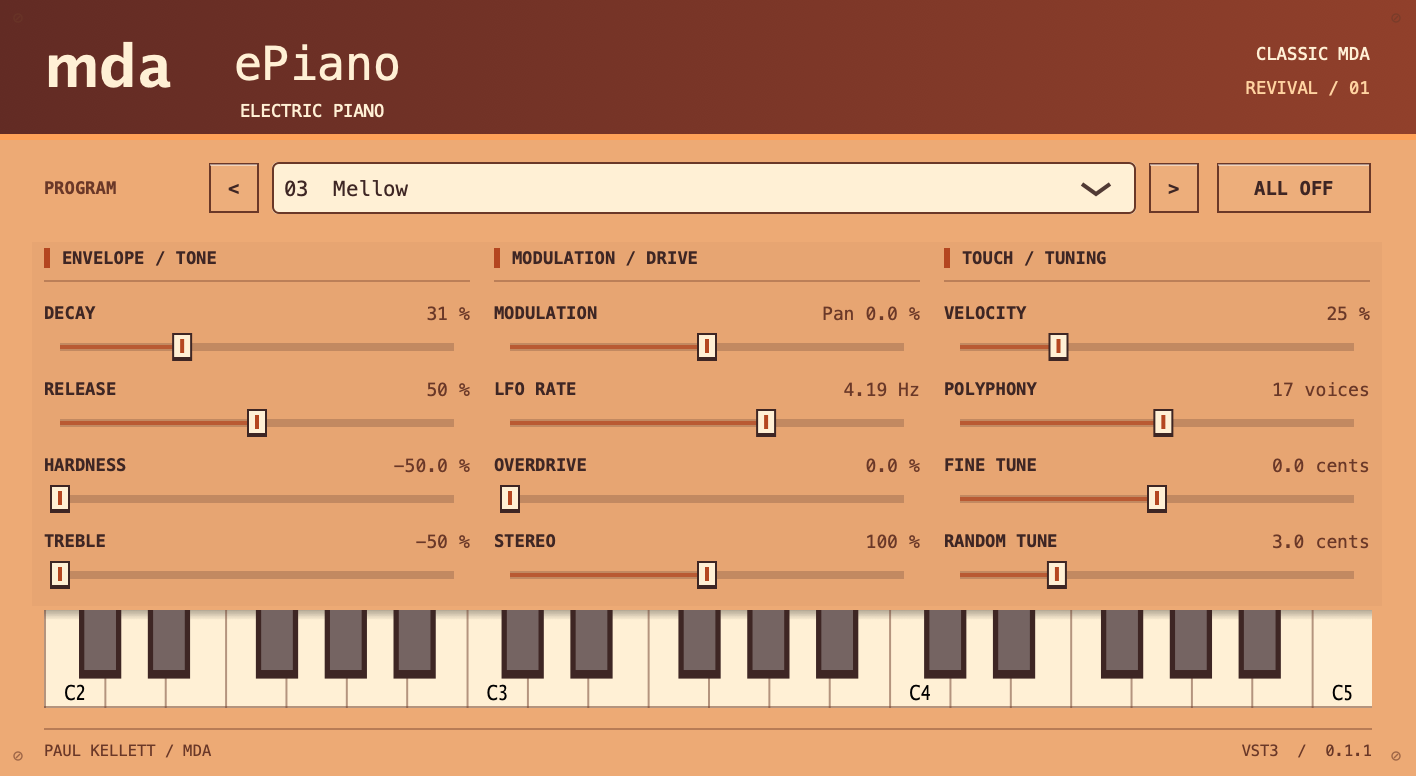 mda ePiano
ELECTRIC PIANO
CLASSIC MDA
REVIVAL / 01
PROGRAM < 03 Mellow > ALL OFF
ENVELOPE / TONE MODULATION / DRIVE TOUCH / TUNING
DECAY 31 % MODULATION Pan 0.0 % VELOCITY 25 %
RELEASE 50 % LFO RATE 4.19 Hz POLYPHONY 17 voices
HARDNESS −50.0 % OVERDRIVE 0.0 % FINE TUNE 0.0 cents
TREBLE −50 % STEREO 100 % RANDOM TUNE 3.0 cents
C2 C3 C4 C5
PAUL KELLETT / MDA VST3 / 0.1.1